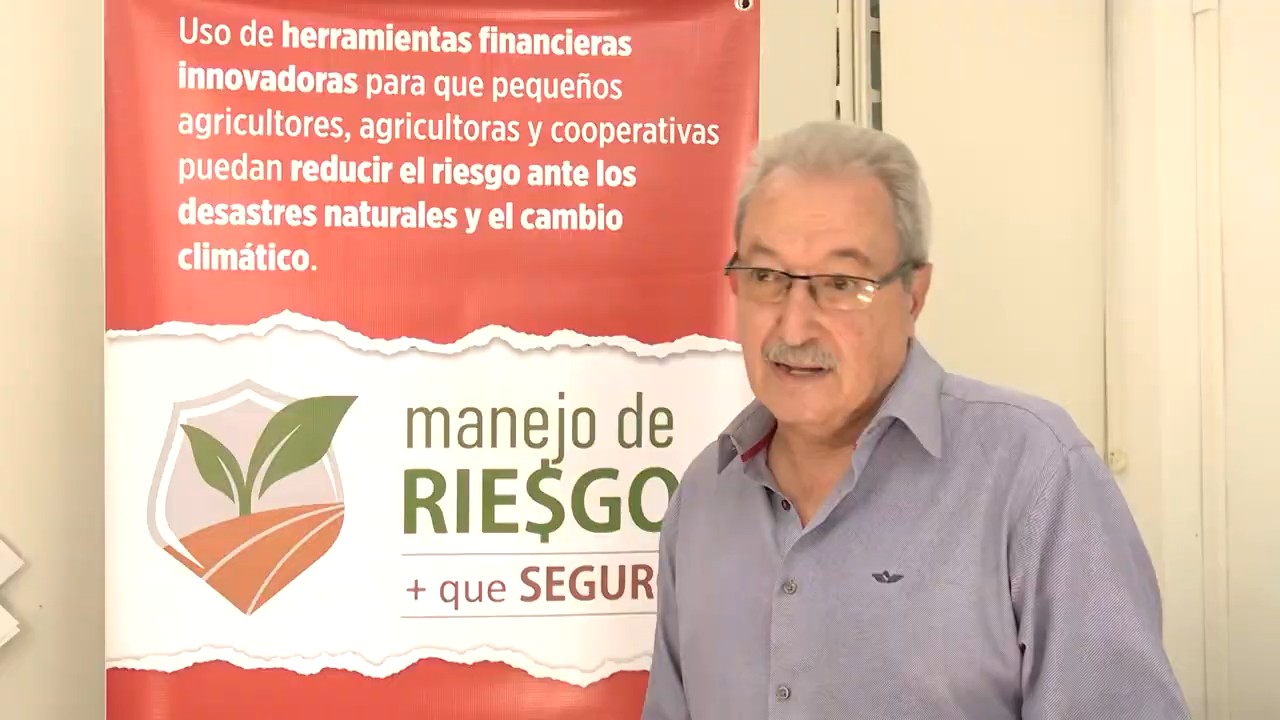 Uso de herramientas financieras
innovadoras para que pequeños
agricultores, agricultoras y cooperativas
puedan reducir el riesgo ante los
desastres naturales y el cambio
climático.
manejo de
RIE$GO
+ que SEGUR